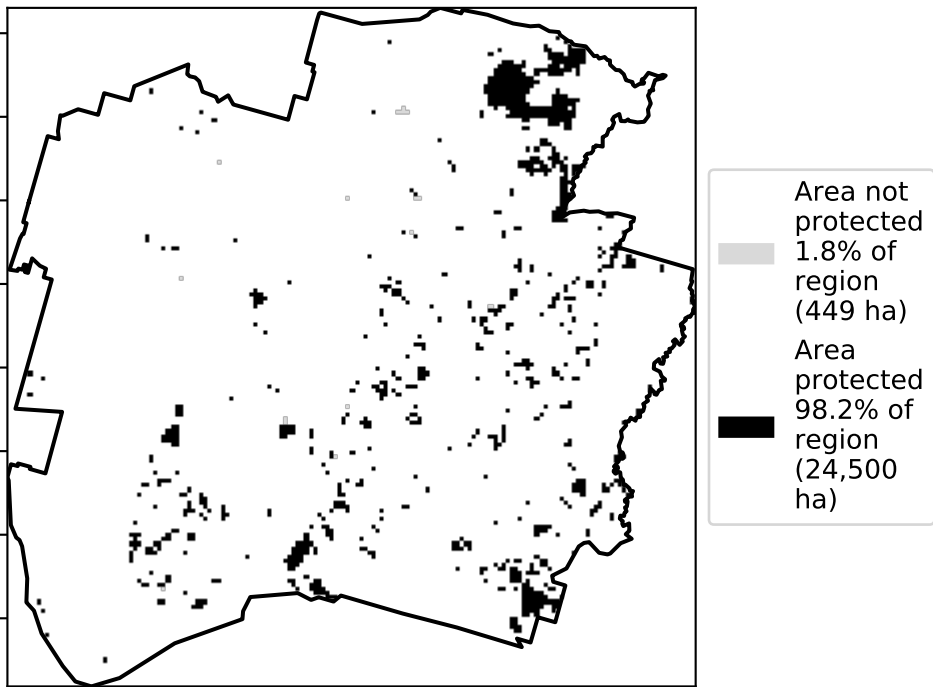 Area not
protected
1.8% of
region
(449 ha)
Area
protected
98.2% of
region
(24,500
ha)